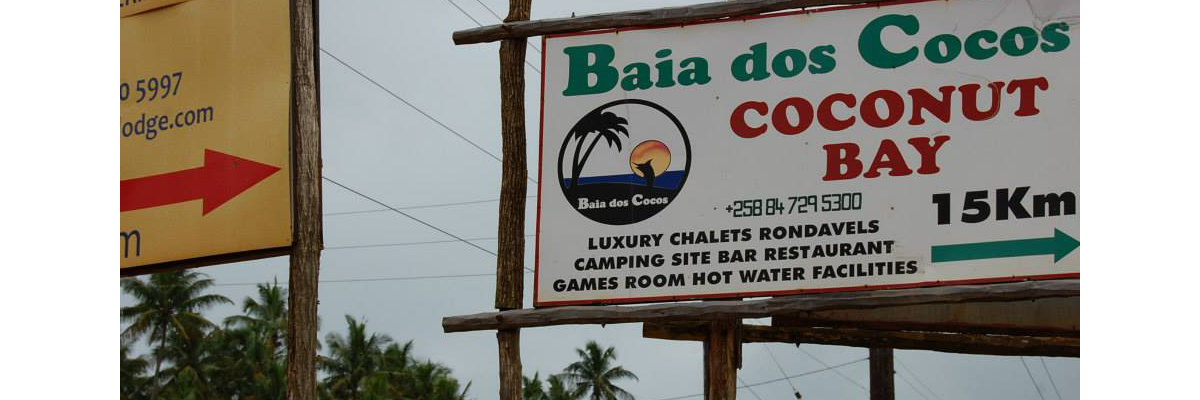 5997
odge.com
m
Baia dos Cocos
COCONUT
BAY
Baia dos Cocos
+258 84 729 5300
15Km
LUXURY CHALETS RONDAVELS
CAMPING SITE BAR RESTAURANT
GAMES ROOM HOT WATER FACILITIES